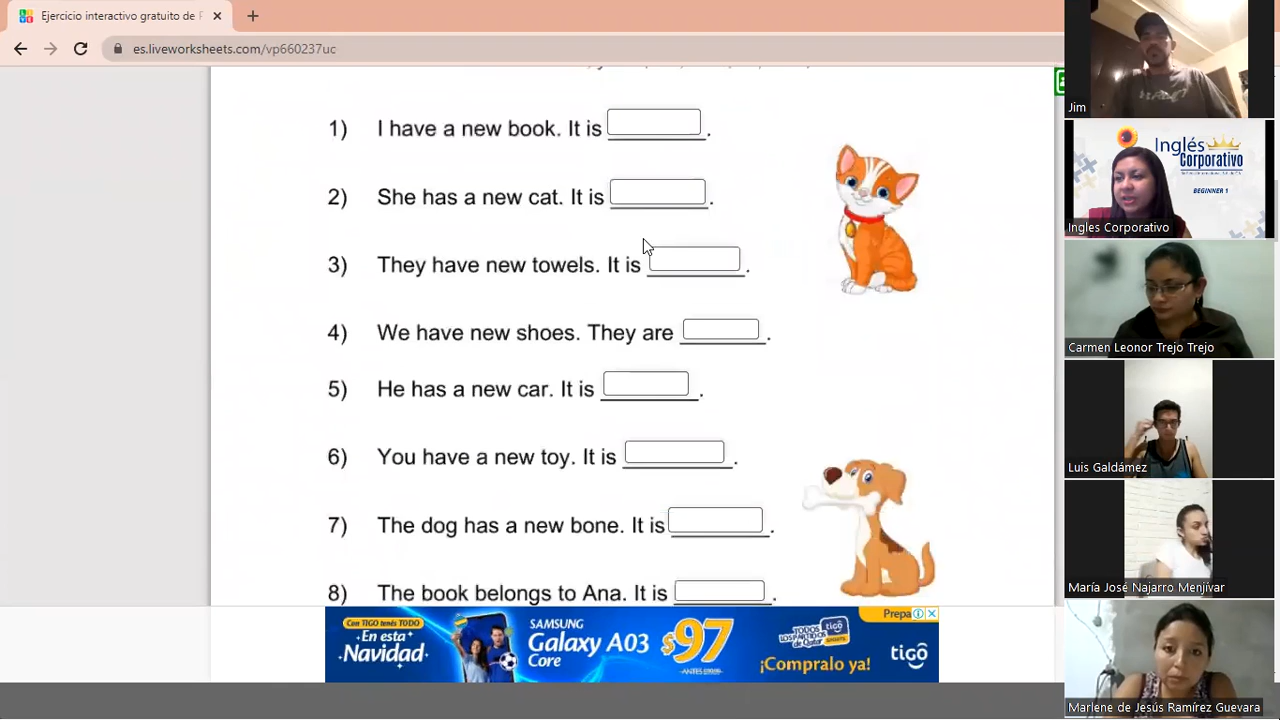 Ejercicio interactivo gratuito de
es.liveworksheets.com/vp660237uc
1) I have a new book. It is .
2) She has a new cat. It is .
3) They have new towels. It is .
4) We have new shoes. They are .
5) He has a new car. It is .
6) You have a new toy. It is .
7) The dog has a new bone. It is .
8) The book belongs to Ana. It is .
Con TIGO tenés TODO
En esta
Navidad
SAMSUNG
Galaxy A03
Core
$97
¡Compralo ya!
tigo
Prepa
Jim
Inglés
Corporativo
BEGINNER 1
Ingles Corporativo
Carmen Leonor Trejo Trejo
Luis Galdámez
María José Najarro Menjívar
Marlene de Jesús Ramírez Guevara